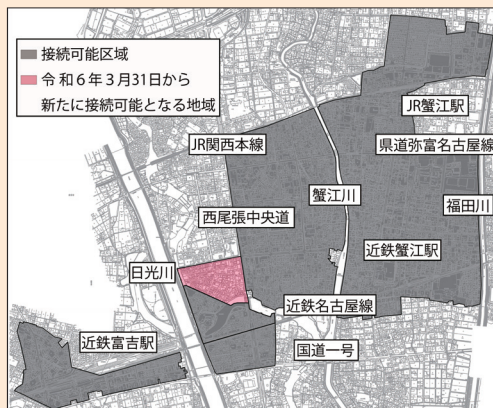 接続可能区域
令和6年3月31日から
新たに接続可能となる地域
JR蟹江駅
JR関西本線
県道弥富名古屋線
蟹江川
西尾張中央道
福田川
近鉄蟹江駅
日光川
近鉄名古屋線
近鉄富吉駅
国道一号